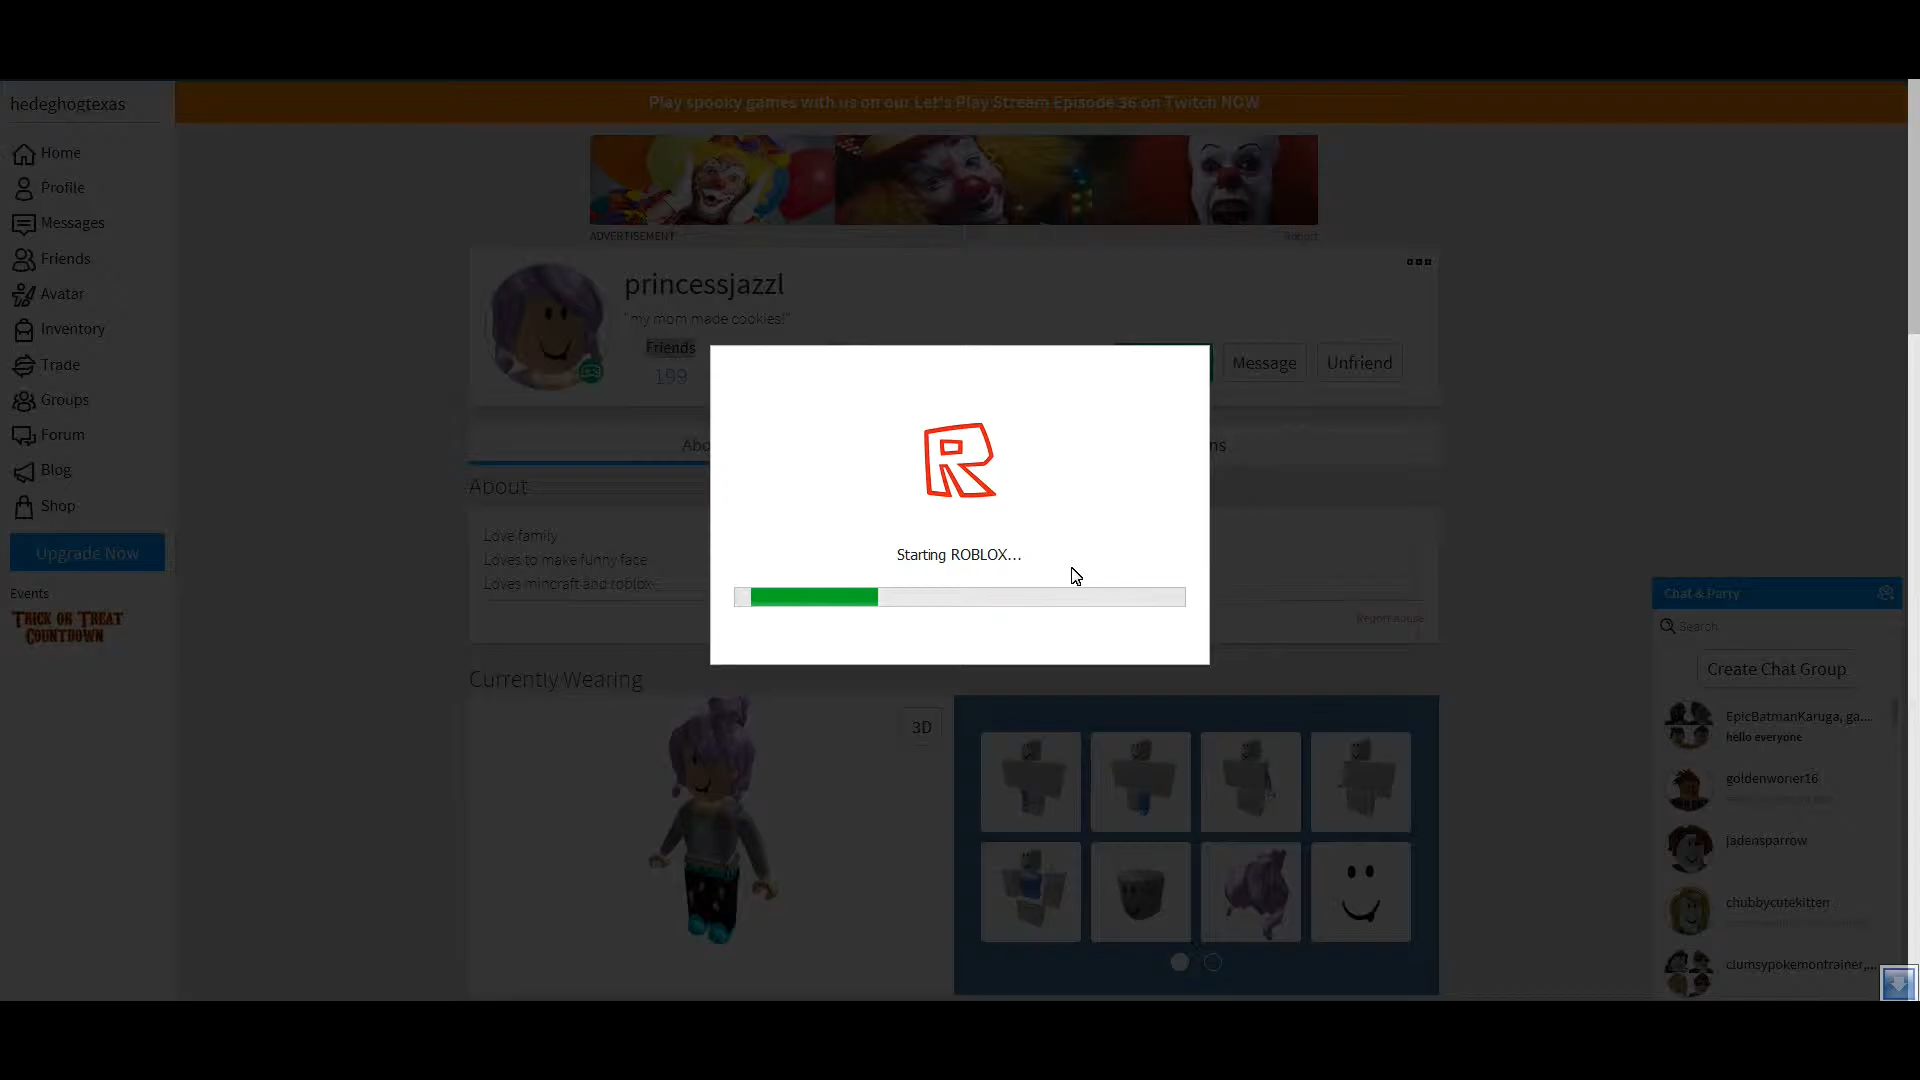 hedeghogtexas
Play spooky games with us on our Let's Play Stream Episode 36 on Twitch NOW
Home
Profile
Messages
Friends
Avatar
Inventory
Trade
Groups
Forum
Blog
Shop
Upgrade Now
Events
TRICK OR TREAT
COUNTDOWN
ADVERTISEMENT
Report
princessjazzl
"my mom made cookies!"
Friends
199
Message
Unfriend
About
Love family
Loves to make funny face
Loves mincraft and roblox
Report Abuse
Starting ROBLOX...
Currently Wearing
3D
Chat & Party
Search
Create Chat Group
EpicBatmanKaruga, ga....
hello everyone
goldenworier16
jadensparrow
chubbycutekitten
clumsypokemontrainer,...